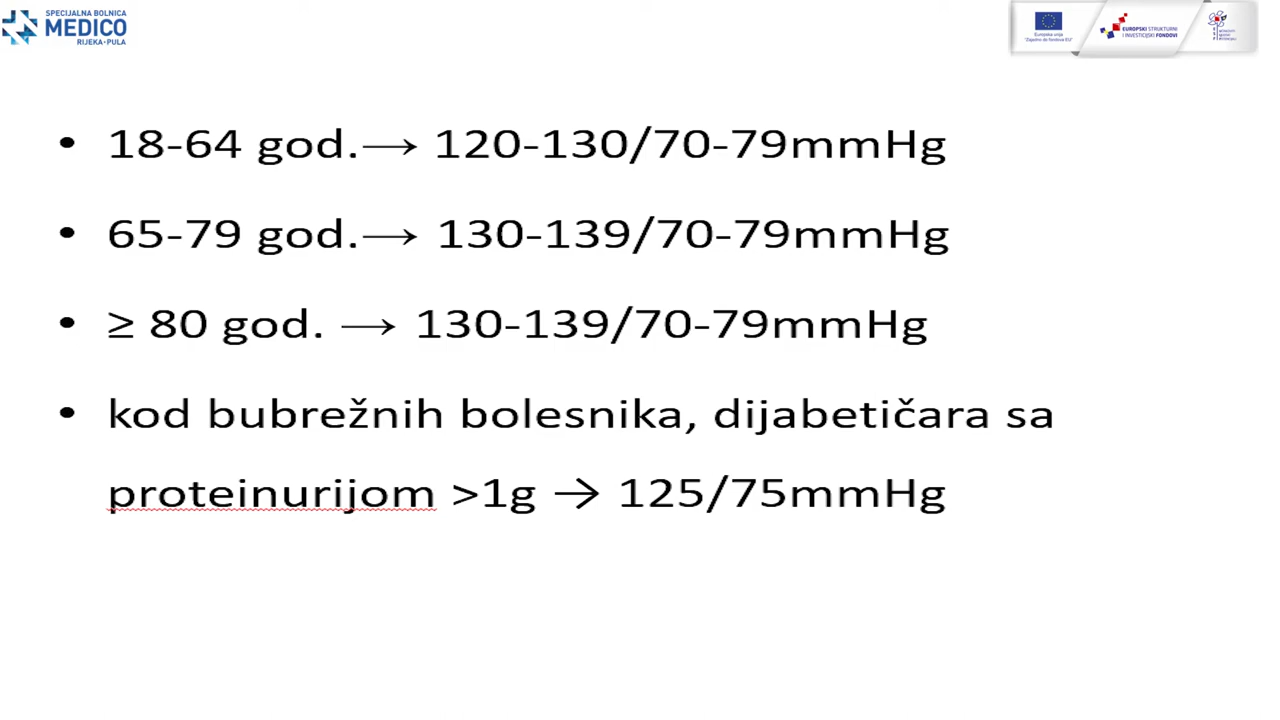 SPECIJALNA BOLNICA
MEDICO
RIJEKA•PULA
Europska unija
"Zajedno do fondova EU"
EUROPSKI STRUKTURNI
I INVESTICIJSKI FONDOVI
• 18-64 god.→ 120-130/70-79mmHg
• 65-79 god.→ 130-139/70-79mmHg
• ≥ 80 god. → 130-139/70-79mmHg
• kod bubrežnih bolesnika, dijabetičara sa
proteinurijom >1g → 125/75mmHg